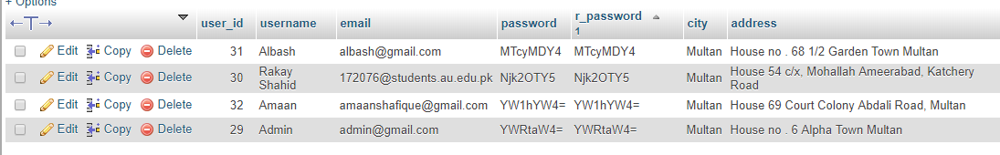 + Options
←T→ user_id username email password r_password 1 city address
Edit Copy Delete 31 Albash albash@gmail.com MTcyMDY4 MTcyMDY4 Multan House no . 68 1/2 Garden Town Multan
Edit Copy Delete 30 Rakay Shahid 172076@students.au.edu.pk Njk2OTY5 Njk2OTY5 Multan House 54 c/x, Mohallah Ameerabad, Katchery Road
Edit Copy Delete 32 Amaan amaanshafique@gmail.com YW1hYW4= YW1hYW4= Multan House 69 Court Colony Abdali Road, Multan
Edit Copy Delete 29 Admin admin@gmail.com YWRtaW4= YWRtaW4= Multan House no . 6 Alpha Town Multan